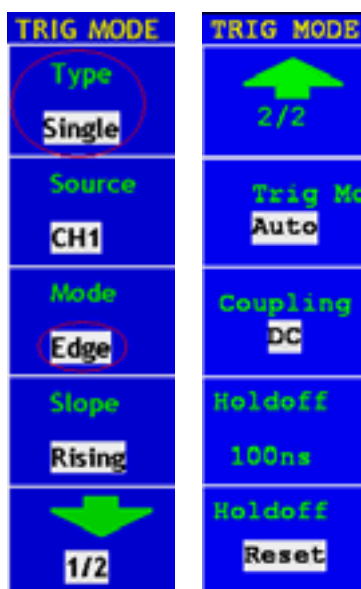 TRIG MODE
Type
Single
Source
CH1
Mode
Edge
Slope
Rising
1/2
TRIG MODE
2/2
Trig Mo
Auto
Coupling
DC
Holdoff
100ns
Holdoff
Reset